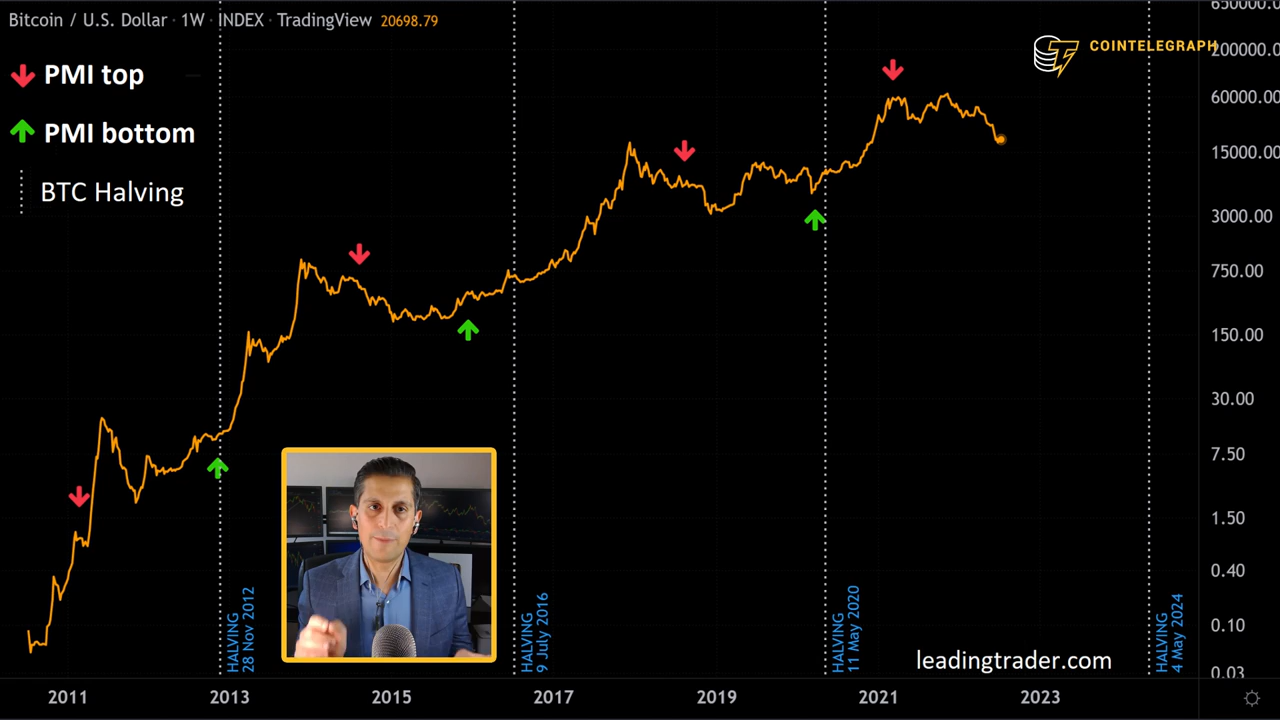 Bitcoin / U.S. Dollar · 1W · INDEX · TradingView 20698.79
PMI top
PMI bottom
BTC Halving
COINTELEGRAPH
650000.0
200000.00
60000.00
15000.00
3000.00
750.00
150.00
30.00
7.50
1.50
0.40
0.10
0.03
HALVING
28 Nov 2012
HALVING
9 July 2016
HALVING
11 May 2020
HALVING
4 May 2024
leadingtrader.com
2011 2013 2015 2017 2019 2021 2023